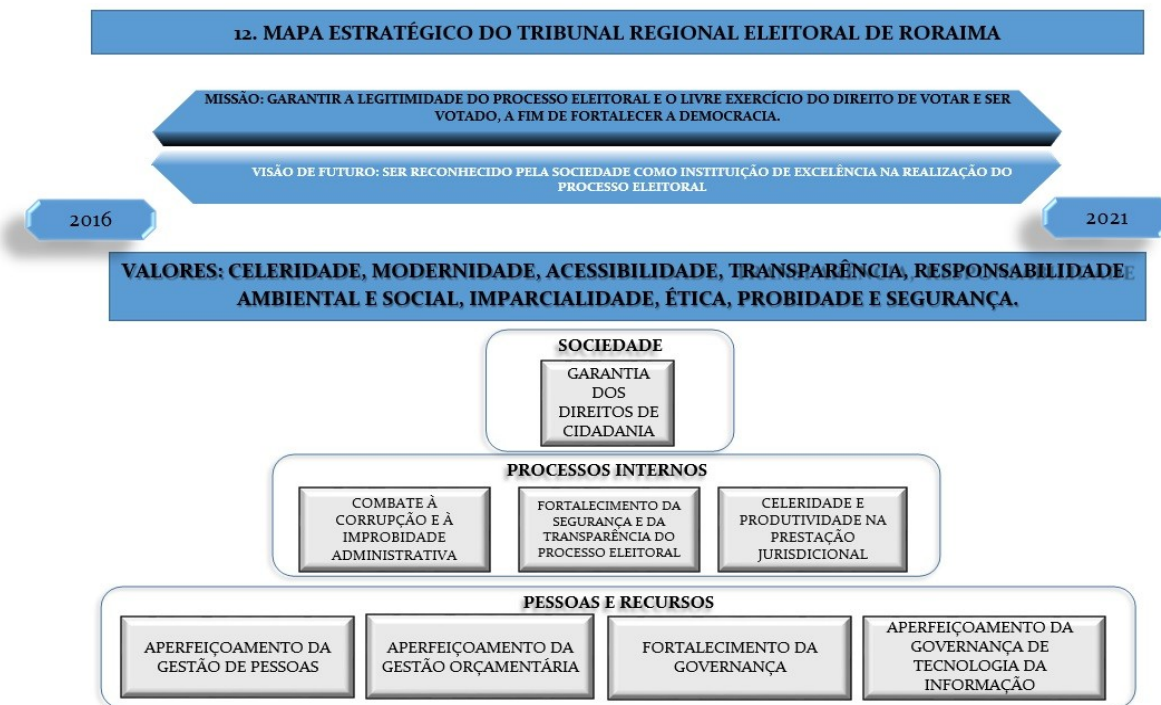 12. MAPA ESTRATÉGICO DO TRIBUNAL REGIONAL ELEITORAL DE RORAIMA
MISSÃO: GARANTIR A LEGITIMIDADE DO PROCESSO ELEITORAL E O LIVRE EXERCÍCIO DO DIREITO DE VOTAR E SER
VOTADO, A FIM DE FORTALECER A DEMOCRACIA.
VISÃO DE FUTURO: SER RECONHECIDO PELA SOCIEDADE COMO INSTITUIÇÃO DE EXCELÊNCIA NA REALIZAÇÃO DO
PROCESSO ELEITORAL
2016
2021
VALORES: CELERIDADE, MODERNIDADE, ACESSIBILIDADE, TRANSPARÊNCIA, RESPONSABILIDADE
AMBIENTAL E SOCIAL, IMPARCIALIDADE, ÉTICA, PROBIDADE E SEGURANÇA.
SOCIEDADE
GARANTIA
DOS
DIREITOS DE
CIDADANIA
PROCESSOS INTERNOS
COMBATE À
CORRUPÇÃO E À
IMPROBIDADE
ADMINISTRATIVA
FORTALECIMENTO DA
SEGURANÇA E DA
TRANSPARÊNCIA DO
PROCESSO ELEITORAL
CELERIDADE E
PRODUTIVIDADE NA
PRESTAÇÃO
JURISDICIONAL
PESSOAS E RECURSOS
APERFEIÇOAMENTO DA
GESTÃO DE PESSOAS
APERFEIÇOAMENTO DA
GESTÃO ORÇAMENTÁRIA
FORTALECIMENTO DA
GOVERNANÇA
APERFEIÇOAMENTO DA
GOVERNANÇA DE
TECNOLOGIA DA
INFORMAÇÃO